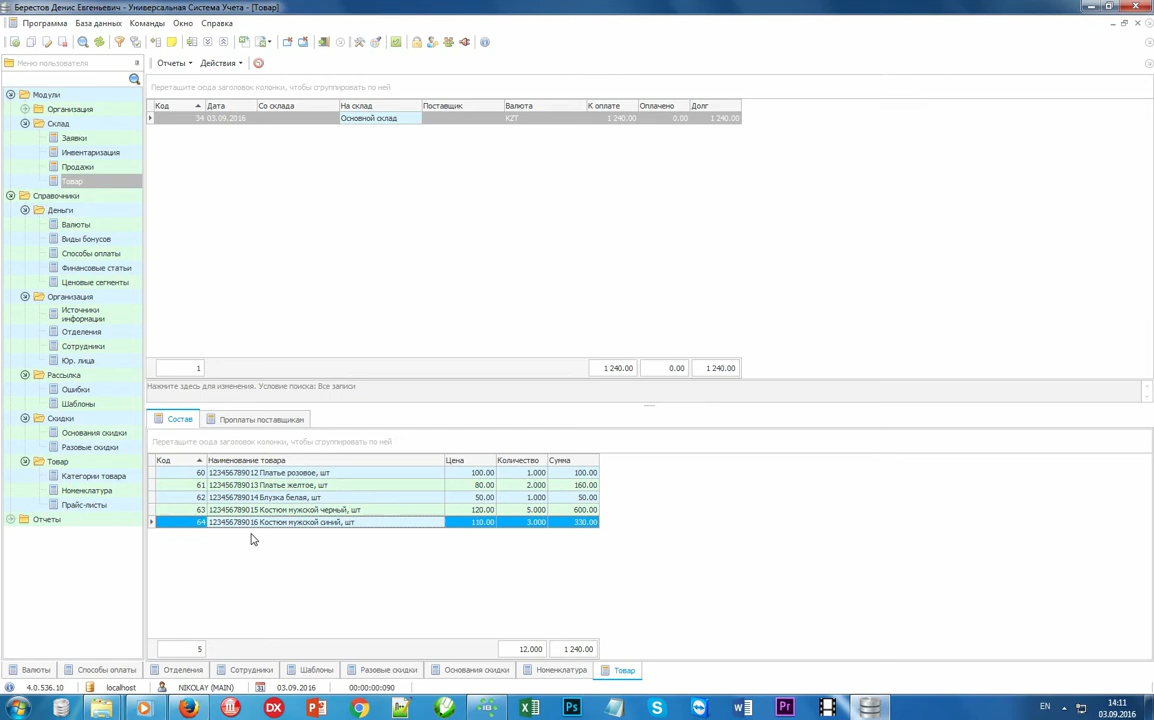 Берестов Денис Евгеньевич - Универсальная Система Учета - [Товар]
Программа База данных Команды Окно Справка
Меню пользователя
Отчеты Действия
Модули
Организация
Склад
Заявки
Инвентаризация
Продажи
Товар
Справочники
Деньги
Валюты
Виды бонусов
Способы оплаты
Финансовые статьи
Ценовые сегменты
Организация
Источники
информации
Отделения
Сотрудники
Юр. лица
Рассылка
Ошибки
Шаблоны
Скидки
Основания скидки
Разовые скидки
Товар
Категории товара
Номенклатура
Прайс-листы
Отчеты
Перетащите сюда заголовок колонки, чтобы сгруппировать по ней
Код Дата Со склада На склад Поставщик Валюта К оплате Оплачено Долг
34 03.09.2016 Основной склад KZT 1 240.00 0.00 1 240.00
1 1 240.00 0.00 1 240.00
Нажмите здесь для изменения. Условие поиска: Все записи
Состав Проплаты поставщикам
Перетащите сюда заголовок колонки, чтобы сгруппировать по ней
Код Наименование товара Цена Количество Сумма
60 123456789012 Платье розовое, шт 100.00 1.000 100.00
61 123456789013 Платье желтое, шт 80.00 2.000 160.00
62 123456789014 Блузка белая, шт 50.00 1.000 50.00
63 123456789015 Костюм мужской черный, шт 120.00 5.000 600.00
64 123456789016 Костюм мужской синий, шт 110.00 3.000 330.00
5 12.000 1 240.00
Валюты Способы оплаты Отделения Сотрудники Шаблоны Разовые скидки Основания скидки Номенклатура Товар
4.0.536.10 localhost NIKOLAY (MAIN) 03.09.2016 00:00:00:090
EN 14:11
03.09.2016